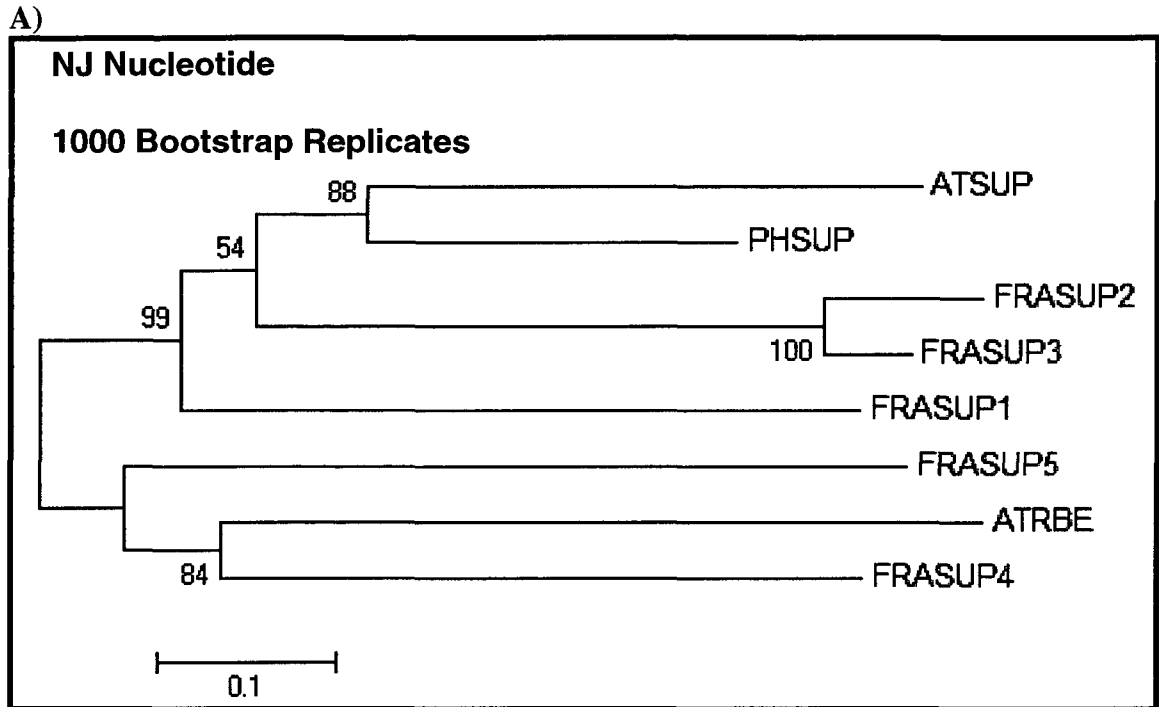 A)
NJ Nucleotide
1000 Bootstrap Replicates
88
ATSUP
PHSUP
54
FRASUP2
99
100
FRASUP3
FRASUP1
FRASUP5
ATRBE
84
FRASUP4
0.1